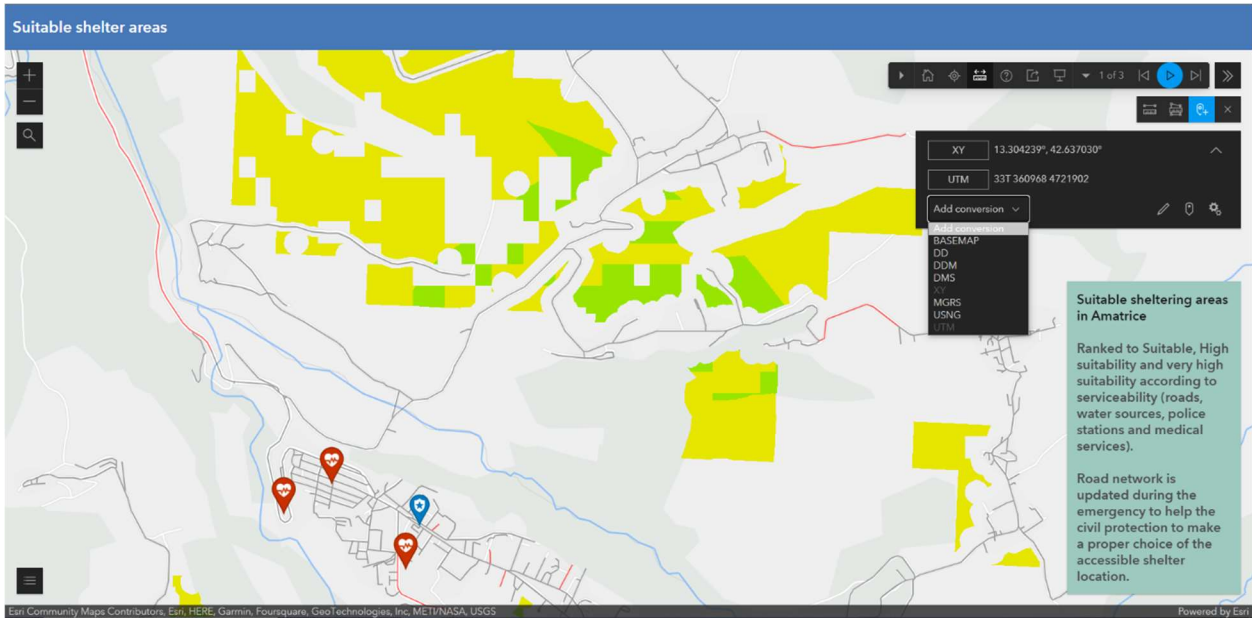 Suitable shelter areas
1 of 3
XY 13.304239°, 42.637030°
UTM 33T 360968 4721902
Add conversion
Add conversion
BASEMAP
DD
DDM
DMS
XY
MGRS
USNG
UTM
Suitable sheltering areas
in Amatrice
Ranked to Suitable, High
suitability and very high
suitability according to
serviceability (roads,
water sources, police
stations and medical
services).
Road network is
updated during the
emergency to help the
civil protection to make
a proper choice of the
accessible shelter
location.
Esri Community Maps Contributors, Esri, HERE, Garmin, Foursquare, GeoTechnologies, Inc, METI/NASA, USGS
Powered by Esri